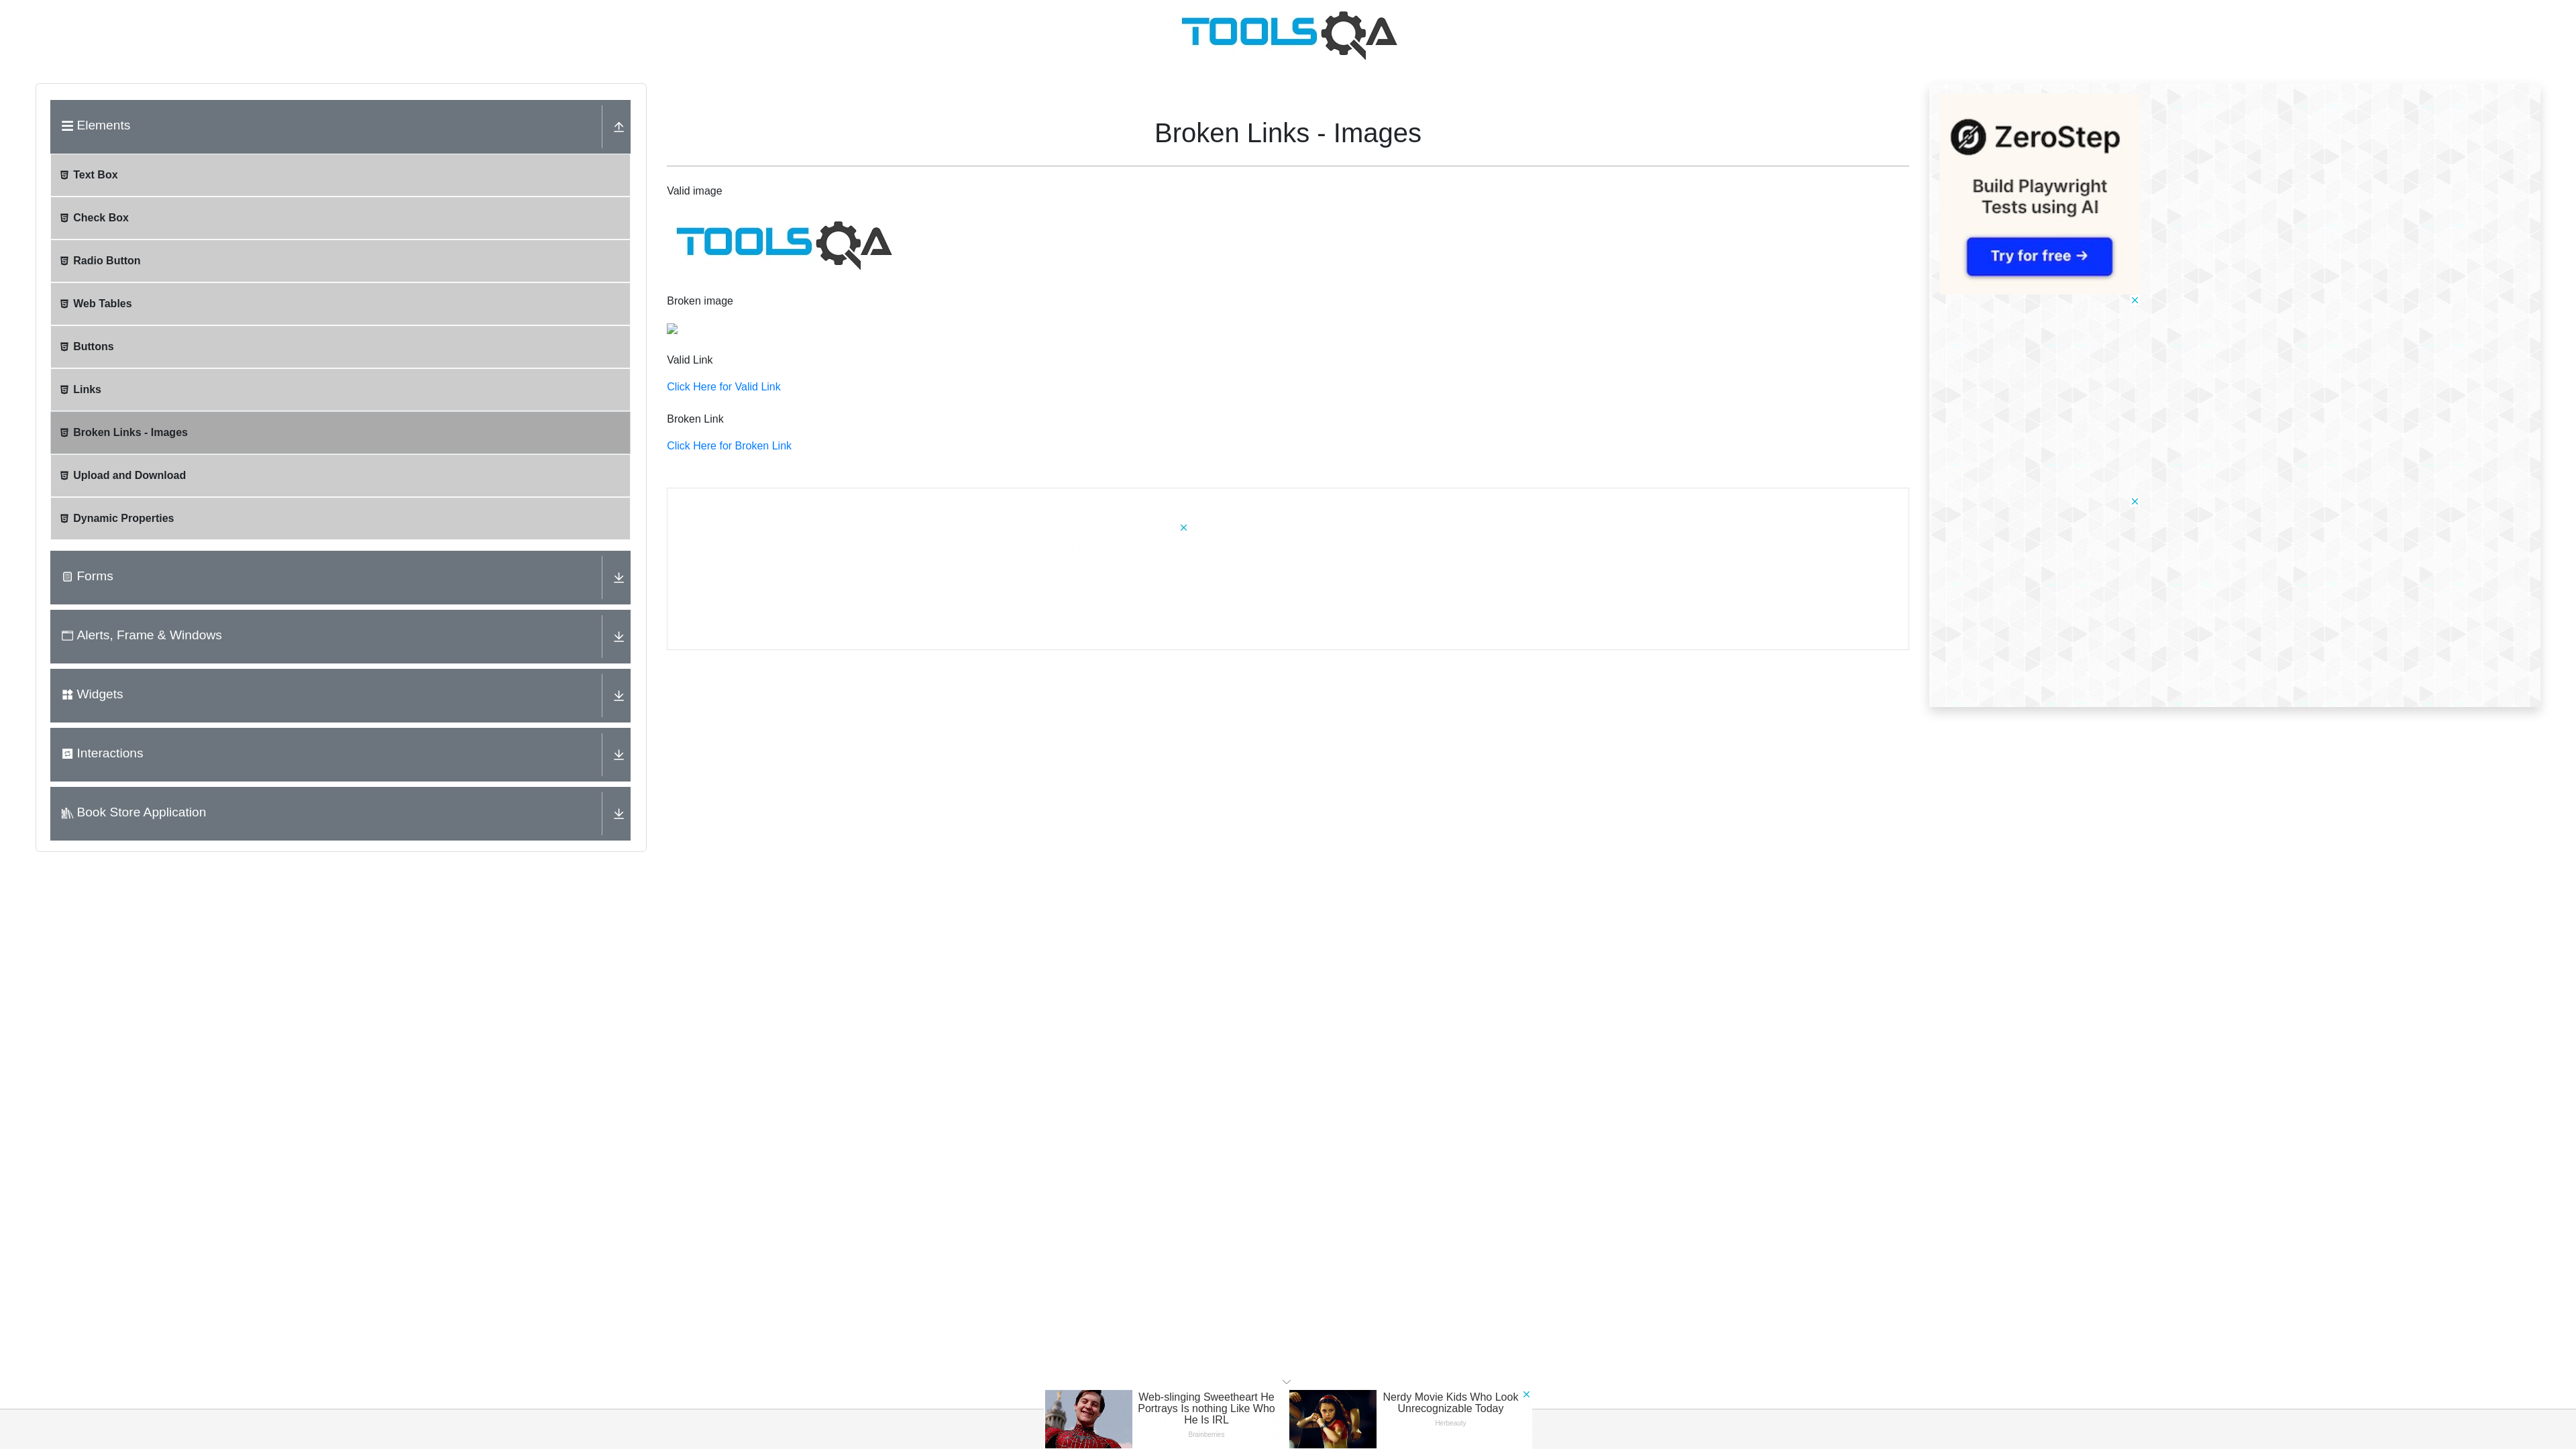 TOOLSQA
Elements
Text Box
Check Box
Radio Button
Web Tables
Buttons
Links
Broken Links - Images
Upload and Download
Dynamic Properties
Forms
Alerts, Frame & Windows
Widgets
Interactions
Book Store Application
Broken Links - Images
Valid image
TOOLSQA
Broken image
Valid Link
Click Here for Valid Link
Broken Link
Click Here for Broken Link
ZeroStep
Build Playwright
Tests using AI
Try for free →
Web-slinging Sweetheart He
Portrays Is nothing Like Who
He Is IRL
Brainberries
Nerdy Movie Kids Who Look
Unrecognizable Today
Herbeauty